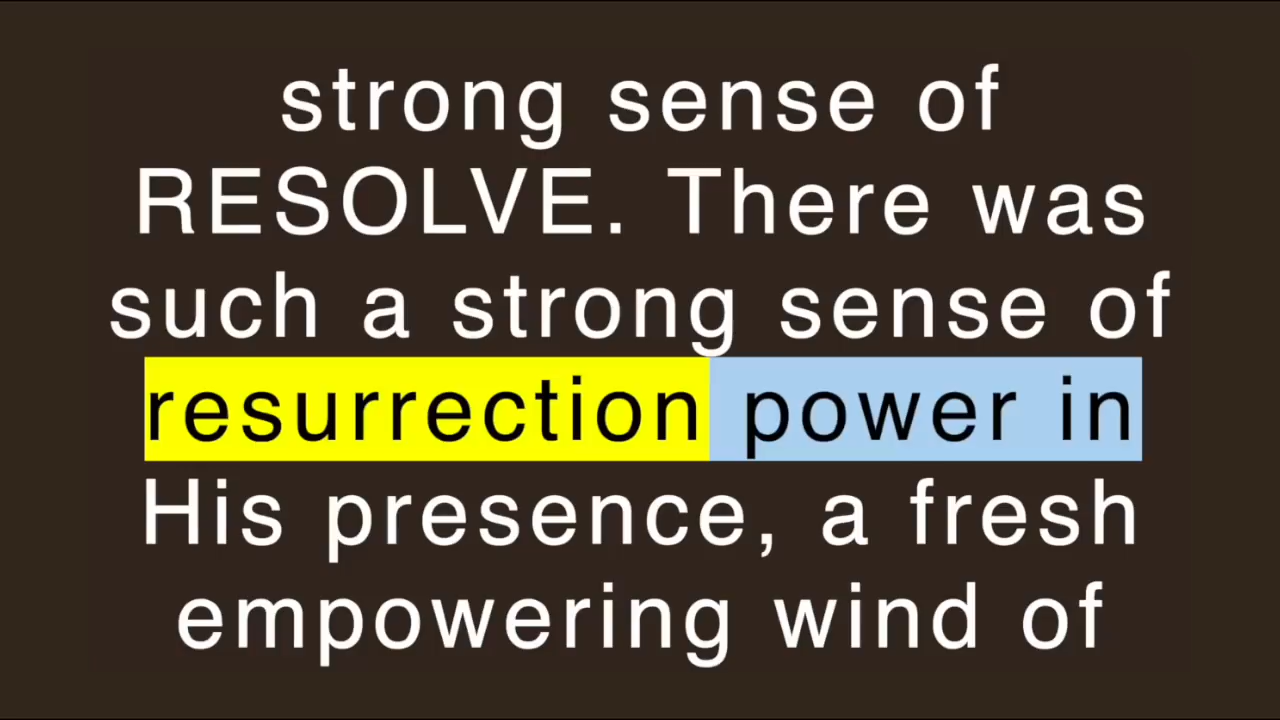 strong sense of
RESOLVE. There was
such a strong sense of
resurrection power in
His presence, a fresh
empowering wind of